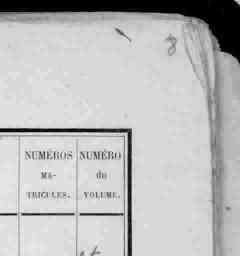 8
NUMÉROS NUMÉRO
MA- du
TRICULES. VOLUME.